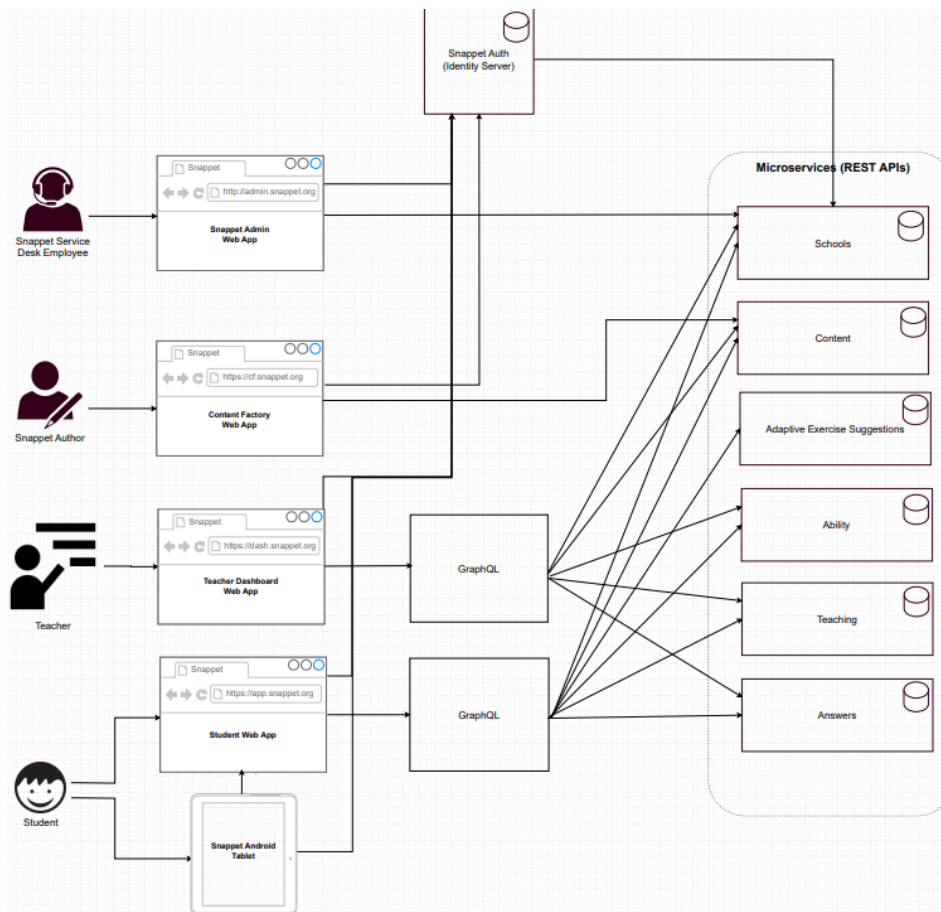 Snappet Auth
(Identity Server)
Microservices (REST APIs)
Snappet
http://admin.snappet.org
Snappet Admin
Web App
Snappet Service
Desk Employee
Schools
Snappet
https://cf.snappet.org
Content Factory
Web App
Snappet Author
Content
Adaptive Exercise Suggestions
Snappet
https://dash.snappet.org
Teacher Dashboard
Web App
Teacher
GraphQL
Ability
Teaching
Snappet
https://app.snappet.org
Student Web App
GraphQL
Answers
Student
Snappet Android
Tablet